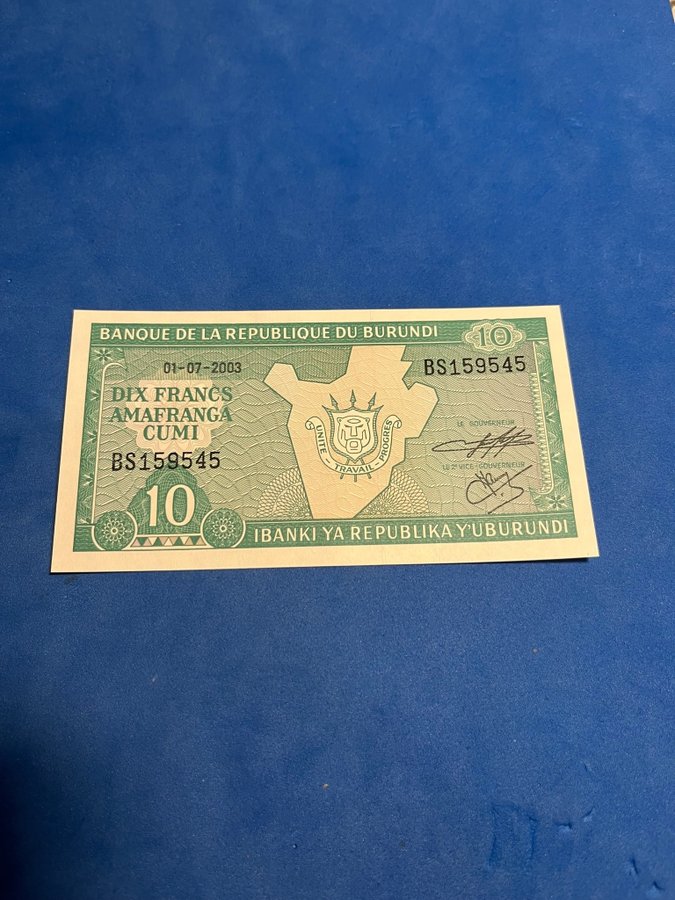 BANQUE DE LA REPUBLIQUE DU BURUNDI
10
01-07-2003
BS159545
DIX FRANCS
AMAFRANGA
CUMI
BS159545
UNITE - TRAVAIL - PROGRES
LE GOUVERNEUR
LE 2e VICE-GOUVERNEUR
10
IBANKI YA REPUBLIKA Y'UBURUNDI